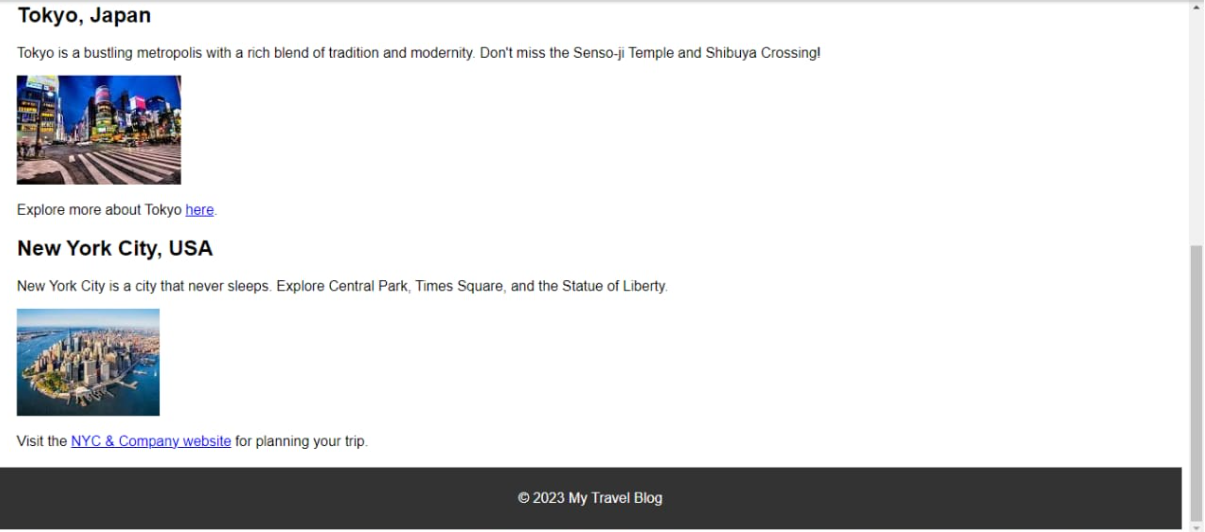 Tokyo, Japan
Tokyo is a bustling metropolis with a rich blend of tradition and modernity. Don't miss the Senso-ji Temple and Shibuya Crossing!
Explore more about Tokyo here.
New York City, USA
New York City is a city that never sleeps. Explore Central Park, Times Square, and the Statue of Liberty.
Visit the NYC & Company website for planning your trip.
© 2023 My Travel Blog